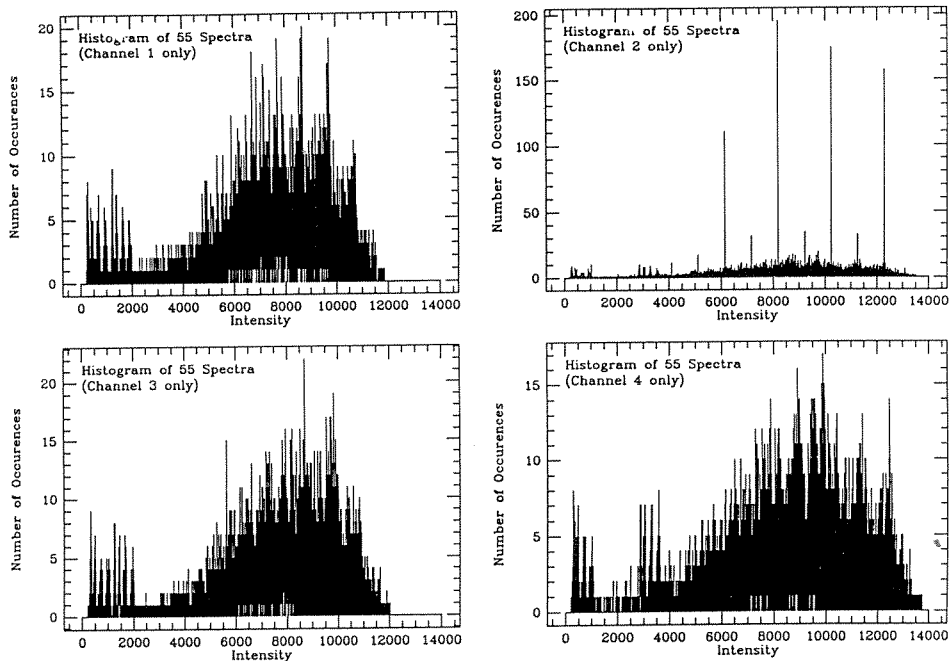 Histogram of 55 Spectra
(Channel 1 only)
Number of Occurences
20
15
10
5
0
0 2000 4000 6000 8000 10000 12000 14000
Intensity
Histogram of 55 Spectra
(Channel 2 only)
Number of Occurences
200
150
100
50
0
0 2000 4000 6000 8000 10000 12000 14000
Intensity
Histogram of 55 Spectra
(Channel 3 only)
Number of Occurences
20
15
10
5
0
0 2000 4000 6000 8000 10000 12000 14000
Intensity
Histogram of 55 Spectra
(Channel 4 only)
Number of Occurences
15
10
5
0
0 2000 4000 6000 8000 10000 12000 14000
Intensity